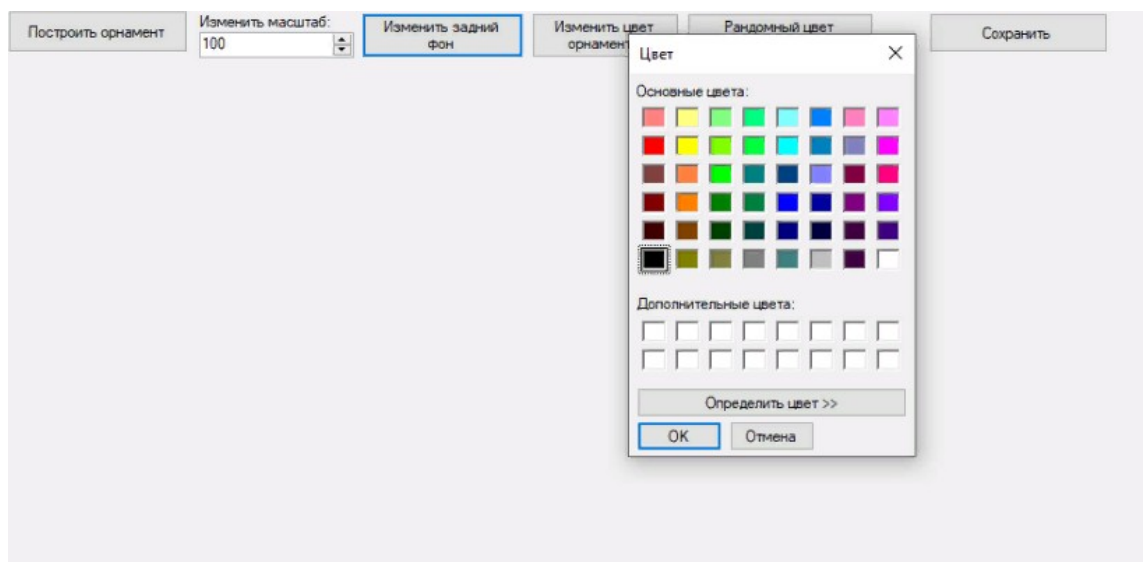 Построить орнамент
Изменить масштаб:
100
Изменить задний
фон
Изменить цвет
орнамент
Рандомный цвет
Сохранить
Цвет
Основные цвета:
Дополнительные цвета:
Определить цвет >>
ОК
Отмена